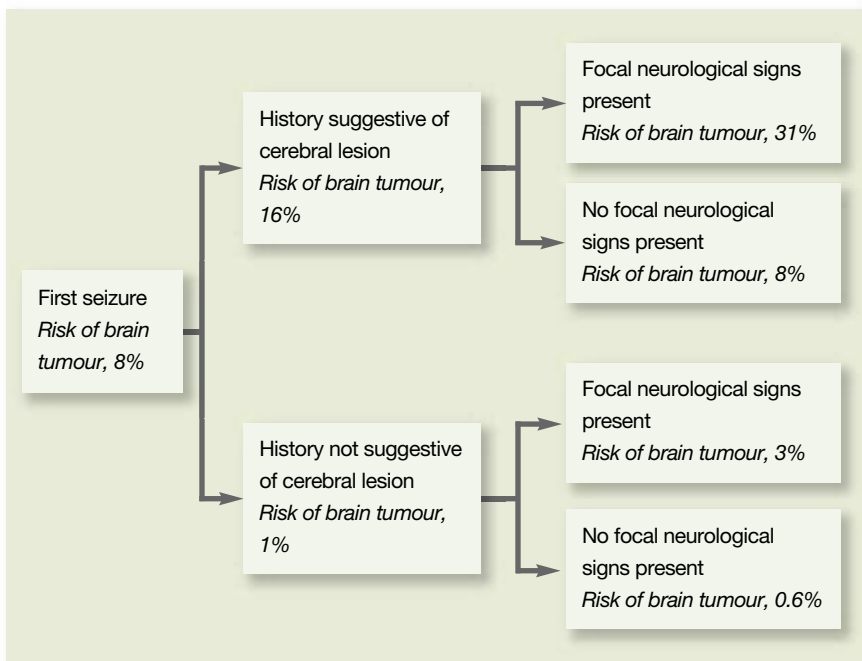 First seizure
Risk of brain
tumour, 8%
History suggestive of
cerebral lesion
Risk of brain tumour,
16%
Focal neurological signs
present
Risk of brain tumour, 31%
No focal neurological
signs present
Risk of brain tumour, 8%
History not suggestive
of cerebral lesion
Risk of brain tumour,
1%
Focal neurological signs
present
Risk of brain tumour, 3%
No focal neurological
signs present
Risk of brain tumour, 0.6%